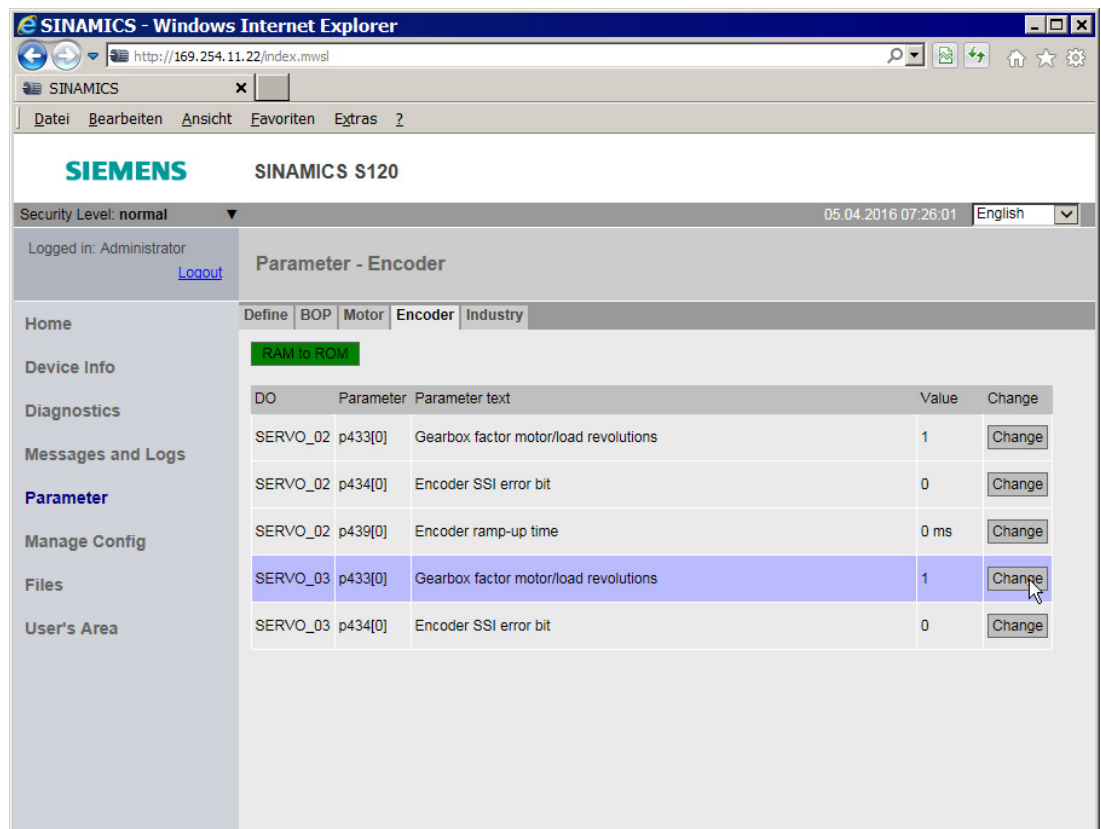 SINAMICS - Windows Internet Explorer
http://169.254.11.22/index.mwsl
SINAMICS
Datei Bearbeiten Ansicht Favoriten Extras ?
SIEMENS SINAMICS S120
Security Level: normal 05.04.2016 07:26:01 English
Logged in: Administrator
Logout
Parameter - Encoder
Define BOP Motor Encoder Industry
Home
Device Info
Diagnostics
Messages and Logs
Parameter
Manage Config
Files
User's Area
RAM to ROM
DO Parameter Parameter text Value Change
SERVO_02 p433[0] Gearbox factor motor/load revolutions 1 Change
SERVO_02 p434[0] Encoder SSI error bit 0 Change
SERVO_02 p439[0] Encoder ramp-up time 0 ms Change
SERVO_03 p433[0] Gearbox factor motor/load revolutions 1 Change
SERVO_03 p434[0] Encoder SSI error bit 0 Change